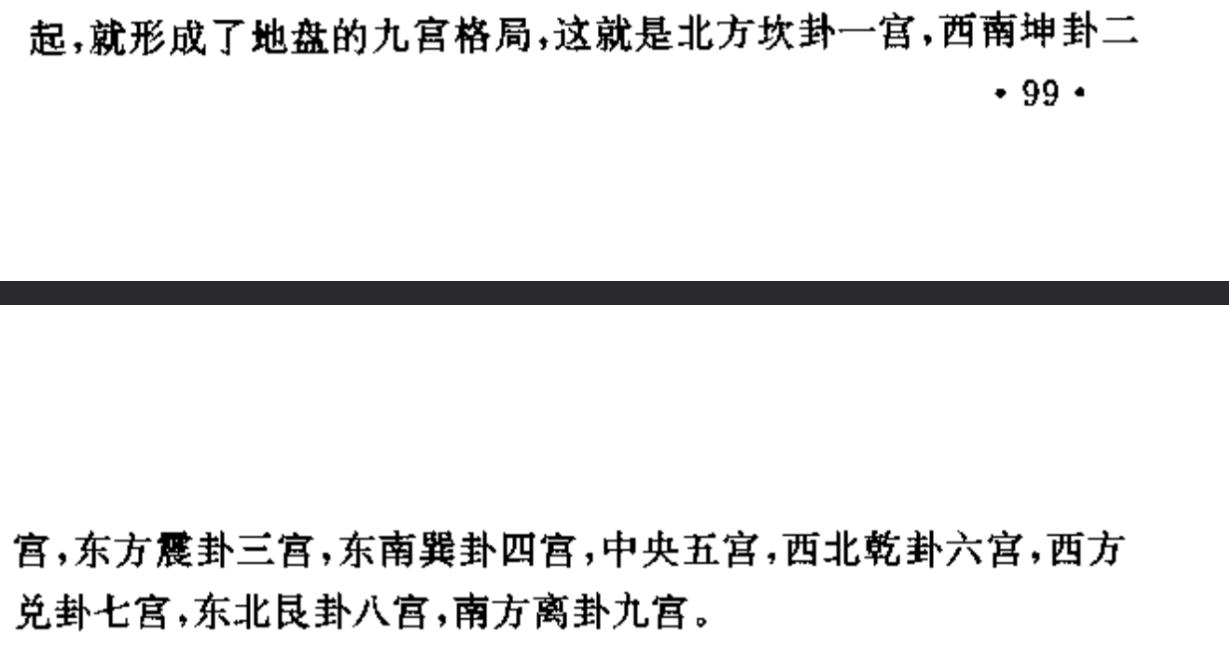 起,就形成了地盘的九宫格局,这就是北方坎卦一宫,西南坤卦二
• 99 •
宫,东方震卦三宫,东南巽卦四宫,中央五宫,西北乾卦六宫,西方
兑卦七宫,东北艮卦八宫,南方离卦九宫。